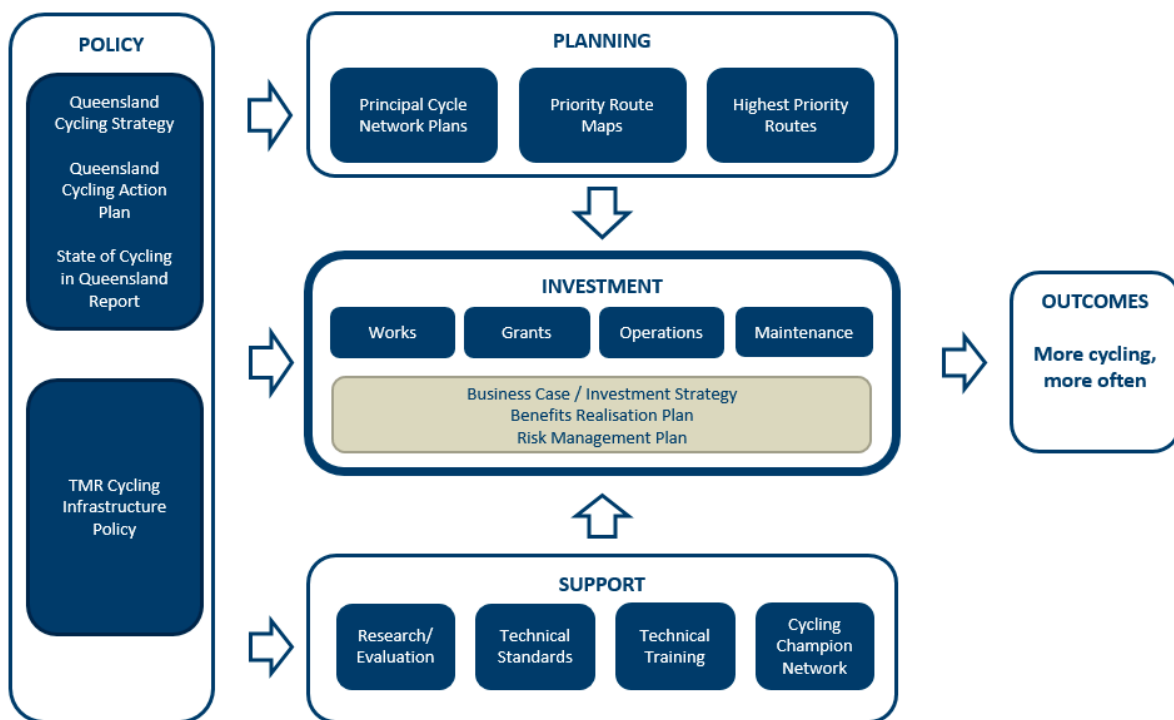 POLICY
Queensland
Cycling Strategy
Queensland
Cycling Action
Plan
State of Cycling
in Queensland
Report
TMR Cycling
Infrastructure
Policy
PLANNING
Principal Cycle
Network Plans
Priority Route
Maps
Highest Priority
Routes
INVESTMENT
Works
Grants
Operations
Maintenance
Business Case / Investment Strategy
Benefits Realisation Plan
Risk Management Plan
SUPPORT
Research/
Evaluation
Technical
Standards
Technical
Training
Cycling
Champion
Network
OUTCOMES
More cycling,
more often